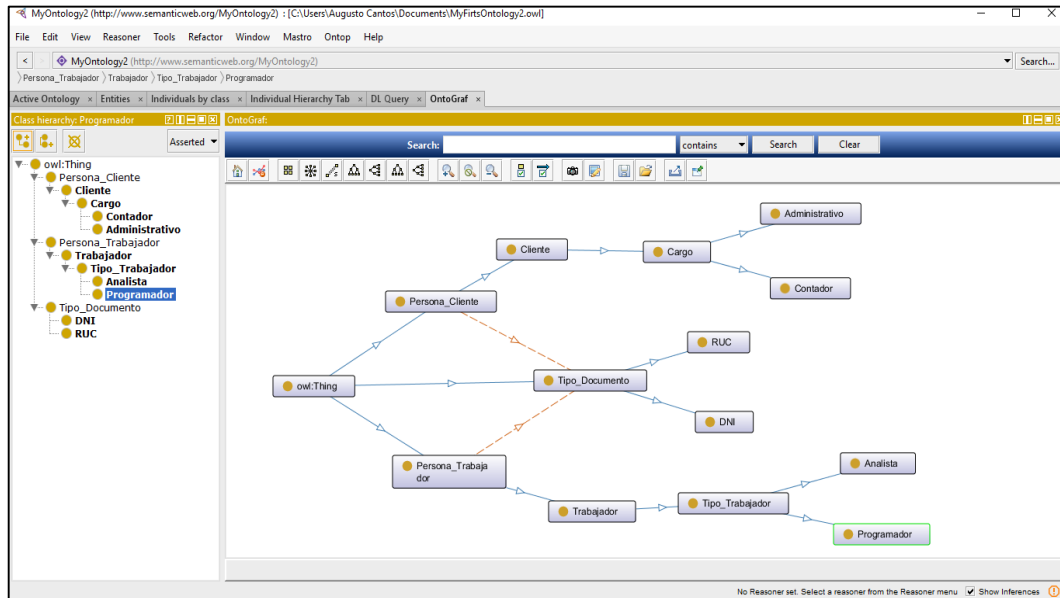 MyOntology2 (http://www.semanticweb.org/MyOntology2) : [C:\Users\Augusto Cantos\Documents\MyFirtsOntology2.owl]
File Edit View Reasoner Tools Refactor Window Mastro Ontop Help
< MyOntology2 (http://www.semanticweb.org/MyOntology2) Search...
Persona_Trabajador Trabajador Tipo_Trabajador Programador
Active Ontology × Entities × Individuals by class × Individual Hierarchy Tab × DL Query × OntoGraf ×
Class hierarchy: Programador
Asserted
owl:Thing
Persona_Cliente
Cliente
Cargo
Contador
Administrativo
Persona_Trabajador
Trabajador
Tipo_Trabajador
Analista
Programador
Tipo_Documento
DNI
RUC
OntoGraf:
Search: contains Search Clear
Administrativo
Cliente
Cargo
Contador
Persona_Cliente
RUC
Tipo_Documento
owl:Thing
DNI
Persona_Trabaja
dor
Analista
Tipo_Trabajador
Trabajador
Programador
No Reasoner set. Select a reasoner from the Reasoner menu Show Inferences